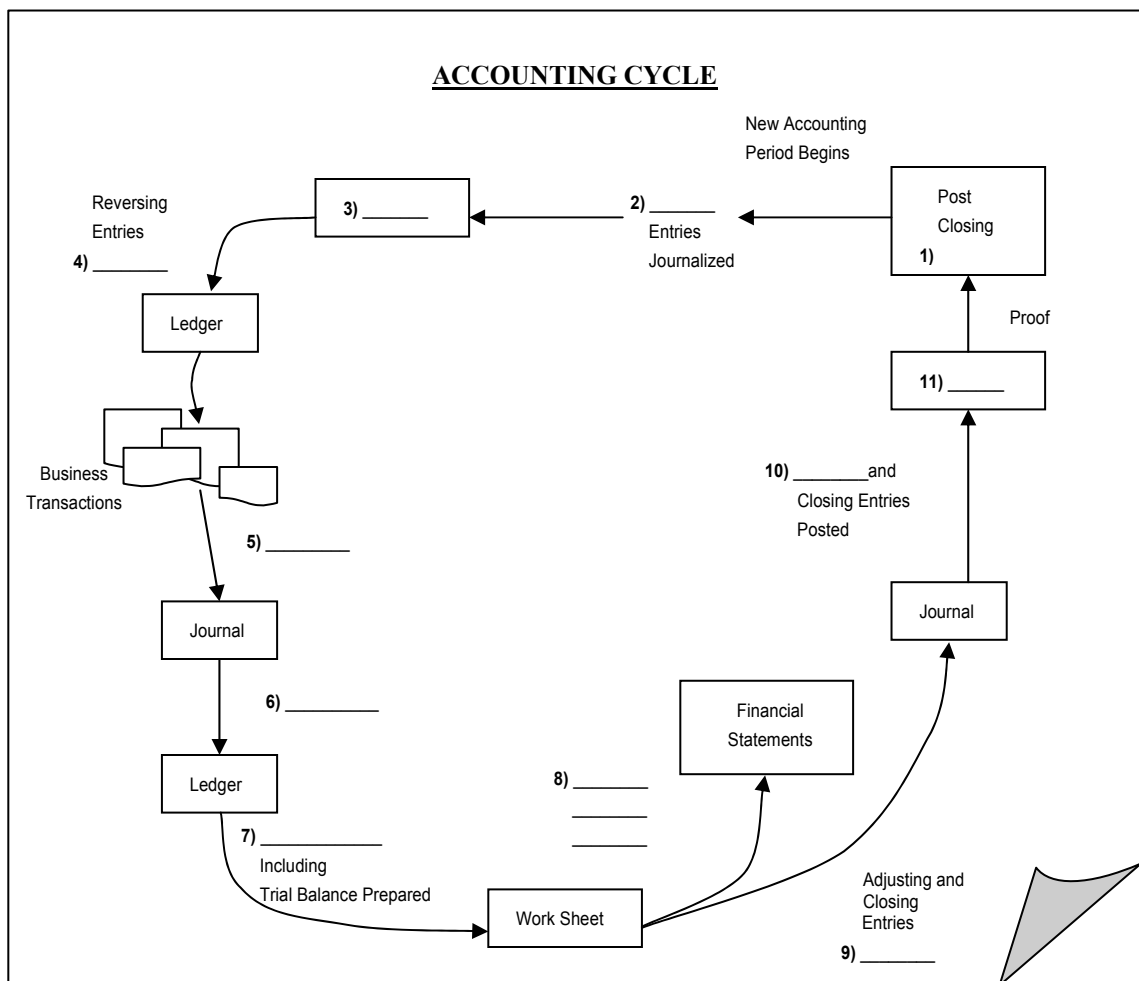 ACCOUNTING CYCLE
New Accounting
Period Begins
Post
Closing
1)
2) _______
Entries
Journalized
3) _______
Reversing
Entries
4) ________
Ledger
Business
Transactions
5) _________
Journal
6) __________
Ledger
7) _____________
Including
Trial Balance Prepared
Work Sheet
8) ________
________
________
Financial
Statements
Adjusting and
Closing
Entries
9) ________
Journal
10) ________and
Closing Entries
Posted
11) ______
Proof